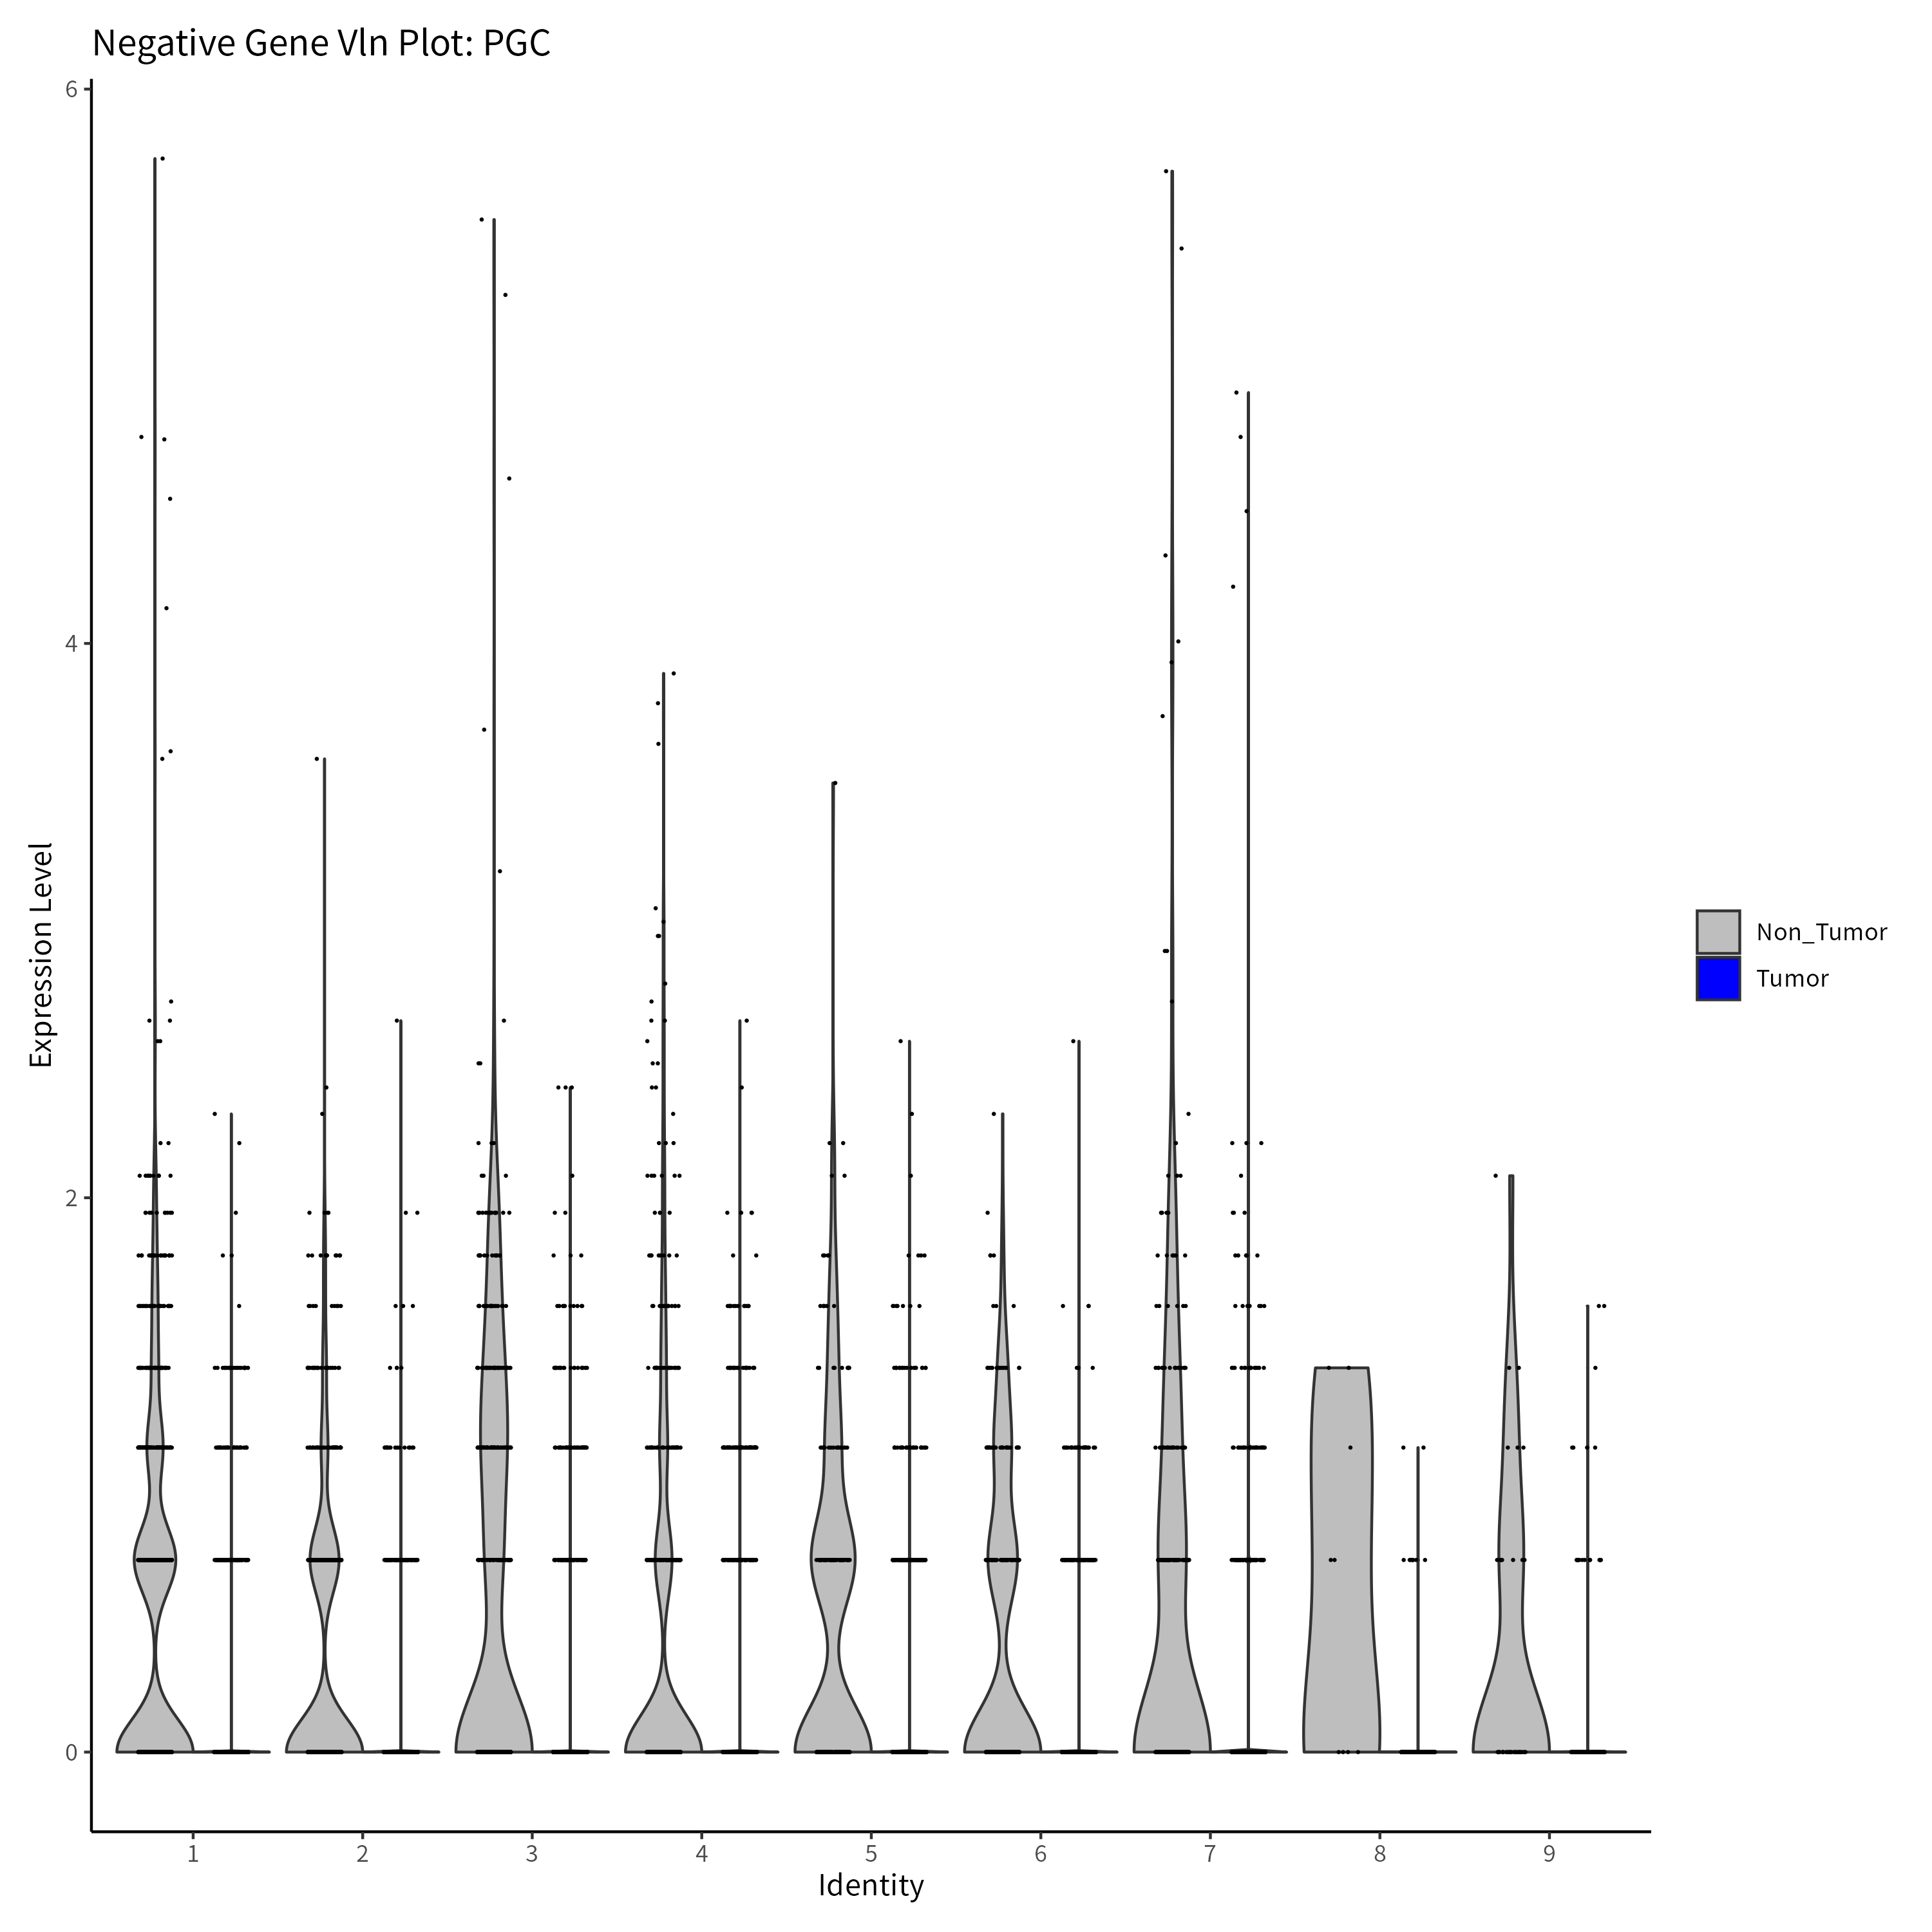 Negative Gene Vln Plot: PGC
6
4
2
0
Expression Level
1 2 3 4 5 6 7 8 9
Identity
Non_Tumor
Tumor